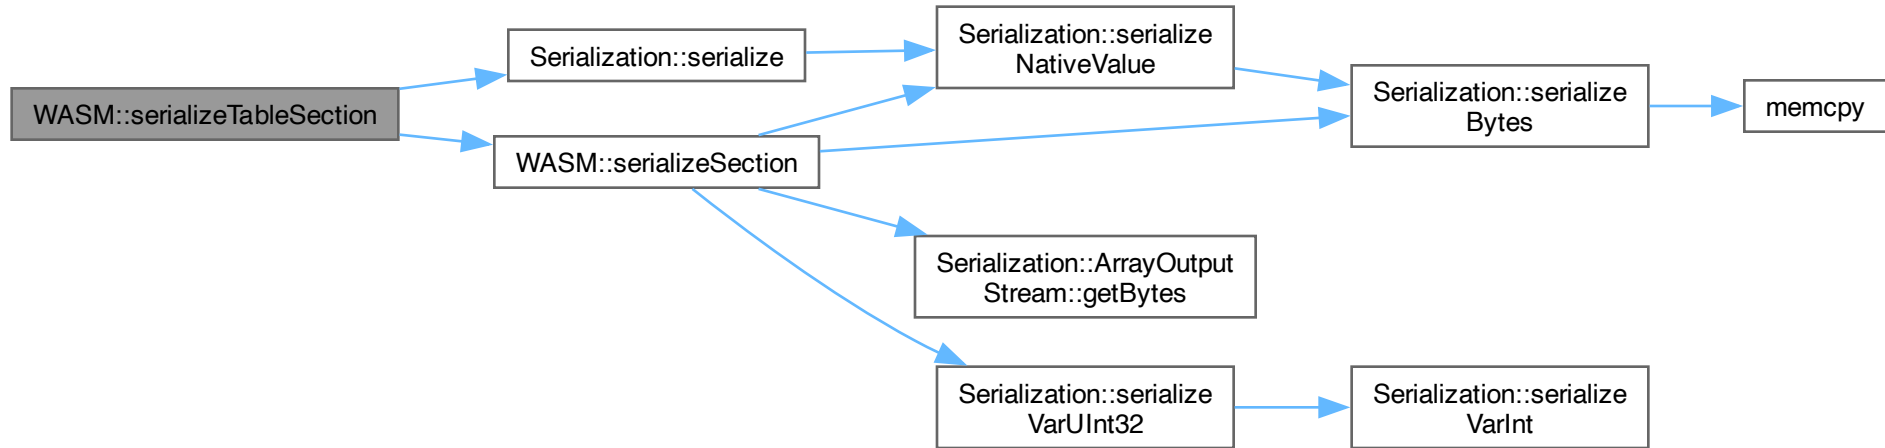 WASM::serializeTableSection
Serialization::serialize
WASM::serializeSection
Serialization::serialize
NativeValue
Serialization::ArrayOutput
Stream::getBytes
Serialization::serialize
VarUInt32
Serialization::serialize
Bytes
Serialization::serialize
VarInt
memcpy